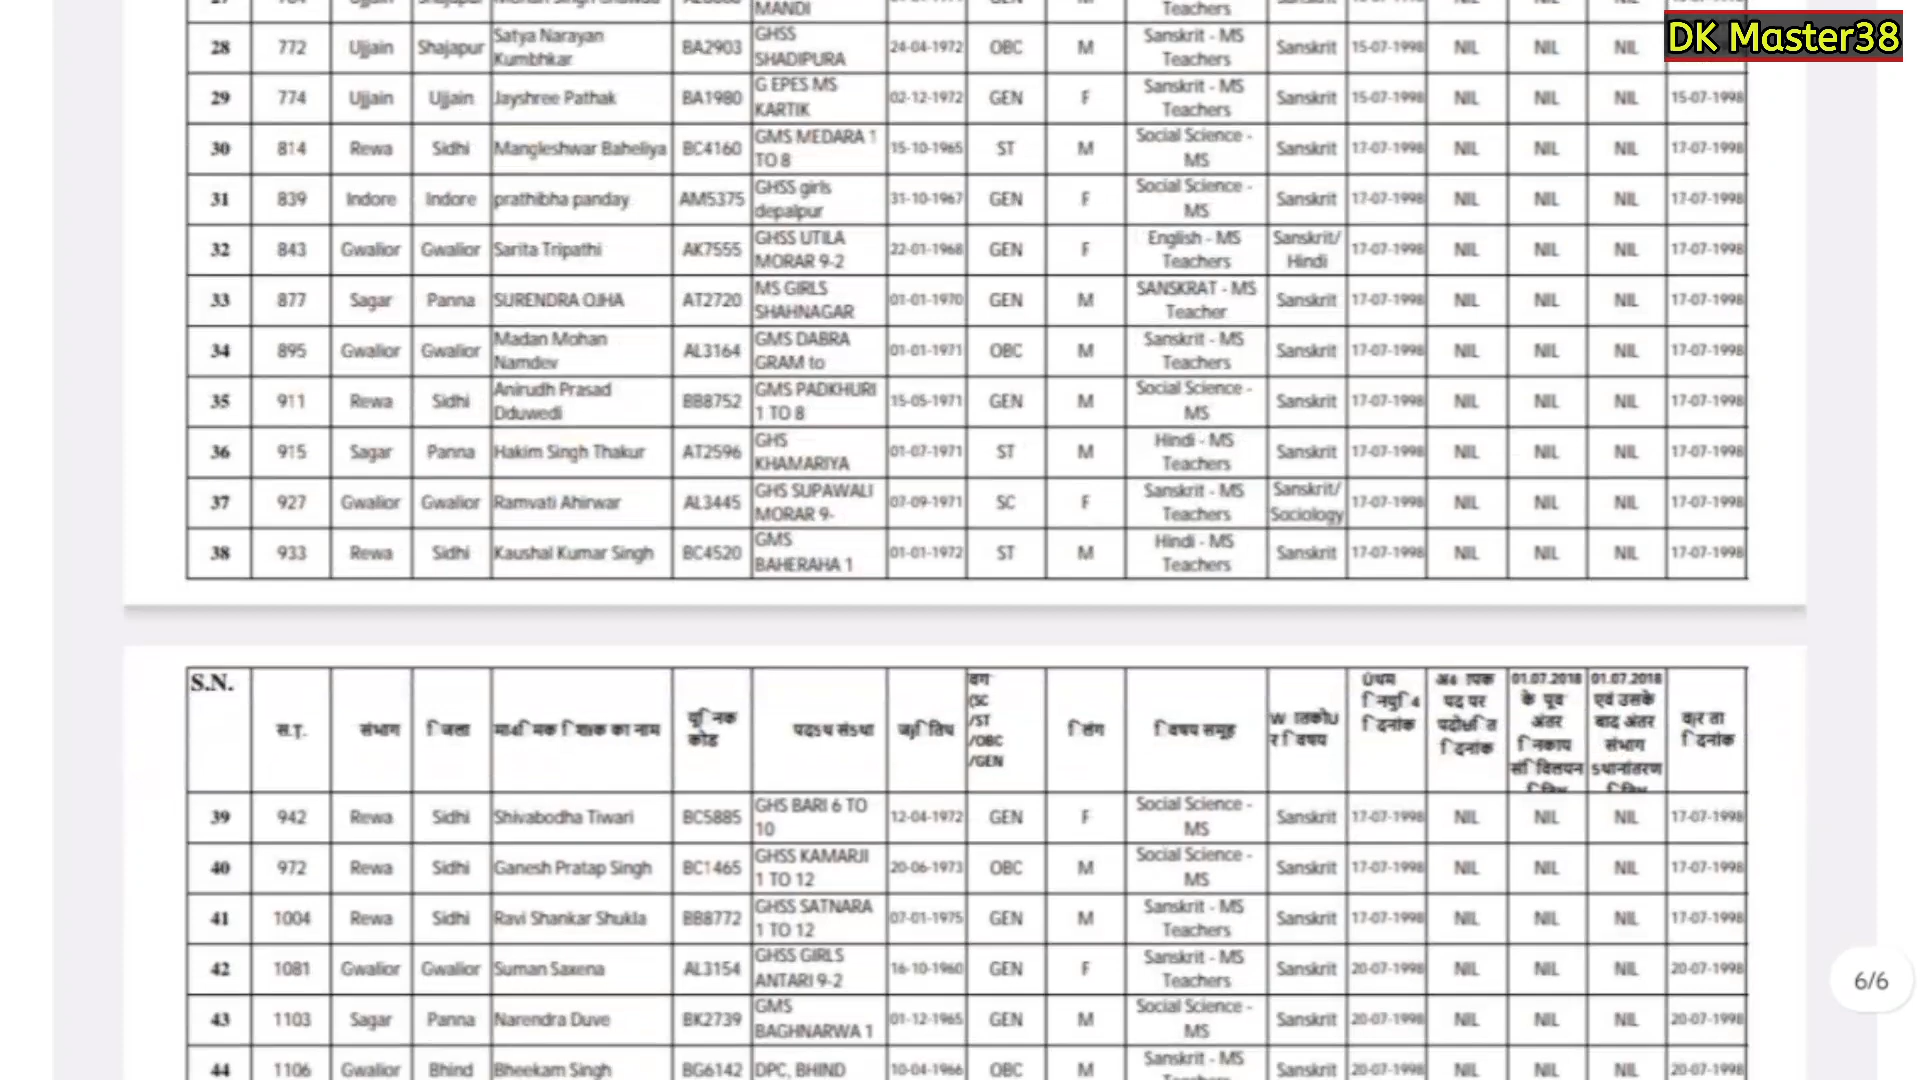 DK Master38
MANDI Teachers
28 772 Ujjain Shajapur Satya Narayan Kumbhkar BA2903 GHSS SHADIPURA 24-04-1972 OBC M Sanskrit - MS Teachers Sanskrit 15-07-1998 NIL NIL NIL
29 774 Ujjain Ujjain Jayshree Pathak BA1980 G EPES MS KARTIK 02-12-1972 GEN F Sanskrit - MS Teachers Sanskrit 15-07-1998 NIL NIL NIL 15-07-1998
30 814 Rewa Sidhi Mangleshwar Baheliya BC4160 GMS MEDARA 1 TO 8 15-10-1965 ST M Social Science - MS Sanskrit 17-07-1998 NIL NIL NIL 17-07-1998
31 839 Indore Indore prathibha panday AM5375 GHSS girls depalpur 31-10-1967 GEN F Social Science - MS Sanskrit 17-07-1998 NIL NIL NIL 17-07-1998
32 843 Gwalior Gwalior Sarita Tripathi AK7555 GHSS UTILA MORAR 9-2 22-01-1968 GEN F English - MS Teachers Sanskrit/ Hindi 17-07-1998 NIL NIL NIL 17-07-1998
33 877 Sagar Panna SURENDRA OJHA AT2720 MS GIRLS SHAHNAGAR 01-01-1970 GEN M SANSKRAT - MS Teacher Sanskrit 17-07-1998 NIL NIL NIL 17-07-1998
34 895 Gwalior Gwalior Madan Mohan Namdev AL3164 GMS DABRA GRAM to 01-01-1971 OBC M Sanskrit - MS Teachers Sanskrit 17-07-1998 NIL NIL NIL 17-07-1998
35 911 Rewa Sidhi Anirudh Prasad Dduwedi BB8752 GMS PADKHURI 1 TO 8 15-05-1971 GEN M Social Science - MS Sanskrit 17-07-1998 NIL NIL NIL 17-07-1998
36 915 Sagar Panna Hakim Singh Thakur AT2596 GHS KHAMARIYA 01-07-1971 ST M Hindi - MS Teachers Sanskrit 17-07-1998 NIL NIL NIL 17-07-1998
37 927 Gwalior Gwalior Ramvati Ahirwar AL3445 GHS SUPAWALI MORAR 9- 07-09-1971 SC F Sanskrit - MS Teachers Sanskrit/ Sociology 17-07-1998 NIL NIL NIL 17-07-1998
38 933 Rewa Sidhi Kaushal Kumar Singh BC4520 GMS BAHERAHA 1 01-01-1972 ST M Hindi - MS Teachers Sanskrit 17-07-1998 NIL NIL NIL 17-07-1998
S.N. संभाग जिला का नाम कोड (SC /ST /OBC /GEN लिंग विषय समूह दिनांक पद पर दिनांक 01.07.2018 के पूर्व अंतर निकाय 01.07.2018 एवं उसके बाद अंतर संभाग दिनांक
39 942 Rewa Sidhi Shivabodha Tiwari BC5885 GHS BARI 6 TO 10 12-04-1972 GEN F Social Science - MS Sanskrit 17-07-1998 NIL NIL NIL 17-07-1998
40 972 Rewa Sidhi Ganesh Pratap Singh BC1465 GHSS KAMARJI 1 TO 12 20-06-1973 OBC M Social Science - MS Sanskrit 17-07-1998 NIL NIL NIL 17-07-1998
41 1004 Rewa Sidhi Ravi Shankar Shukla BB8772 GHSS SATNARA 1 TO 12 07-01-1975 GEN M Sanskrit - MS Teachers Sanskrit 17-07-1998 NIL NIL NIL 17-07-1998
42 1081 Gwalior Gwalior Suman Saxena AL3154 GHSS GIRLS ANTARI 9-2 16-10-1960 GEN F Sanskrit - MS Teachers Sanskrit 20-07-1998 NIL NIL NIL 20-07-1998
43 1103 Sagar Panna Narendra Duve BK2739 GMS BAGHNARWA 1 01-12-1965 GEN M Social Science - MS Sanskrit 20-07-1998 NIL NIL NIL 20-07-1998
44 1106 Gwalior Bhind Bheekam Singh BG6142 DPC, BHIND 10-04-1966 OBC M Sanskrit - MS Sanskrit 20-07-1998 NIL NIL NIL 20-07-1998
6/6